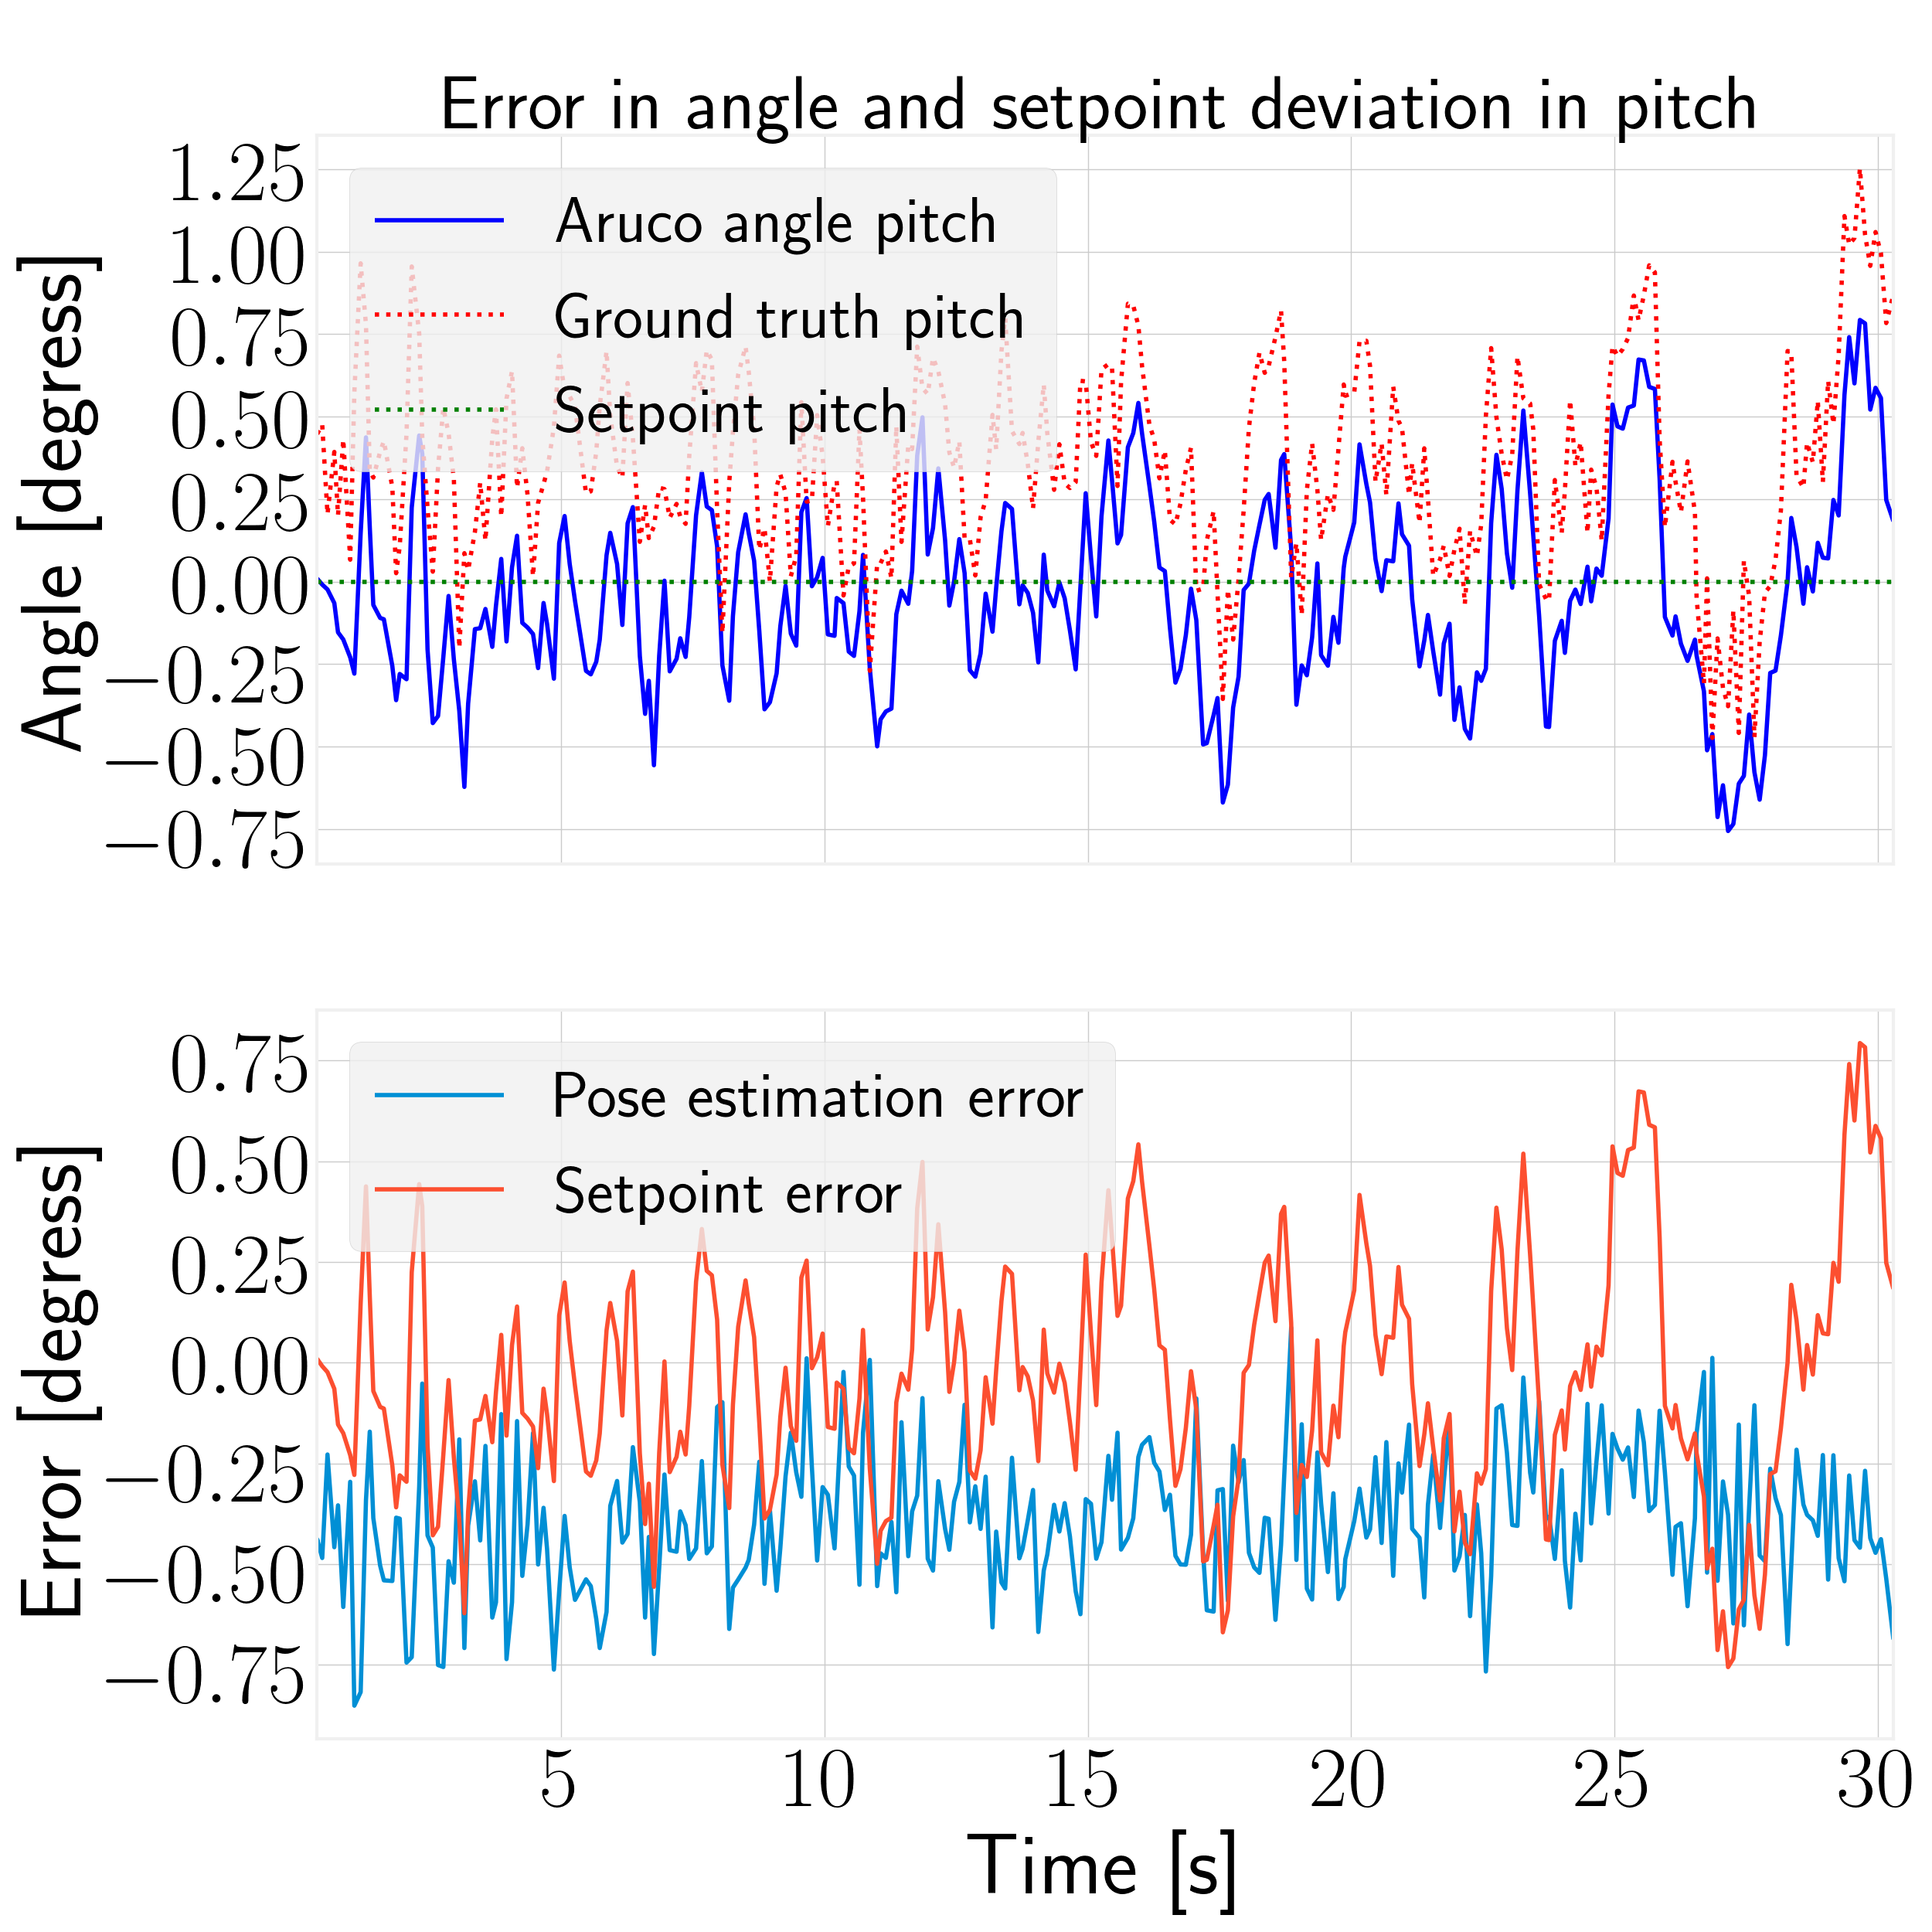 Error in angle and setpoint deviation in pitch
Angle [degress]
1.25
1.00
0.75
0.50
0.25
0.00
−0.25
−0.50
−0.75
Aruco angle pitch
Ground truth pitch
Setpoint pitch
Error [degress]
0.75
0.50
0.25
0.00
−0.25
−0.50
−0.75
Pose estimation error
Setpoint error
5 10 15 20 25 30
Time [s]